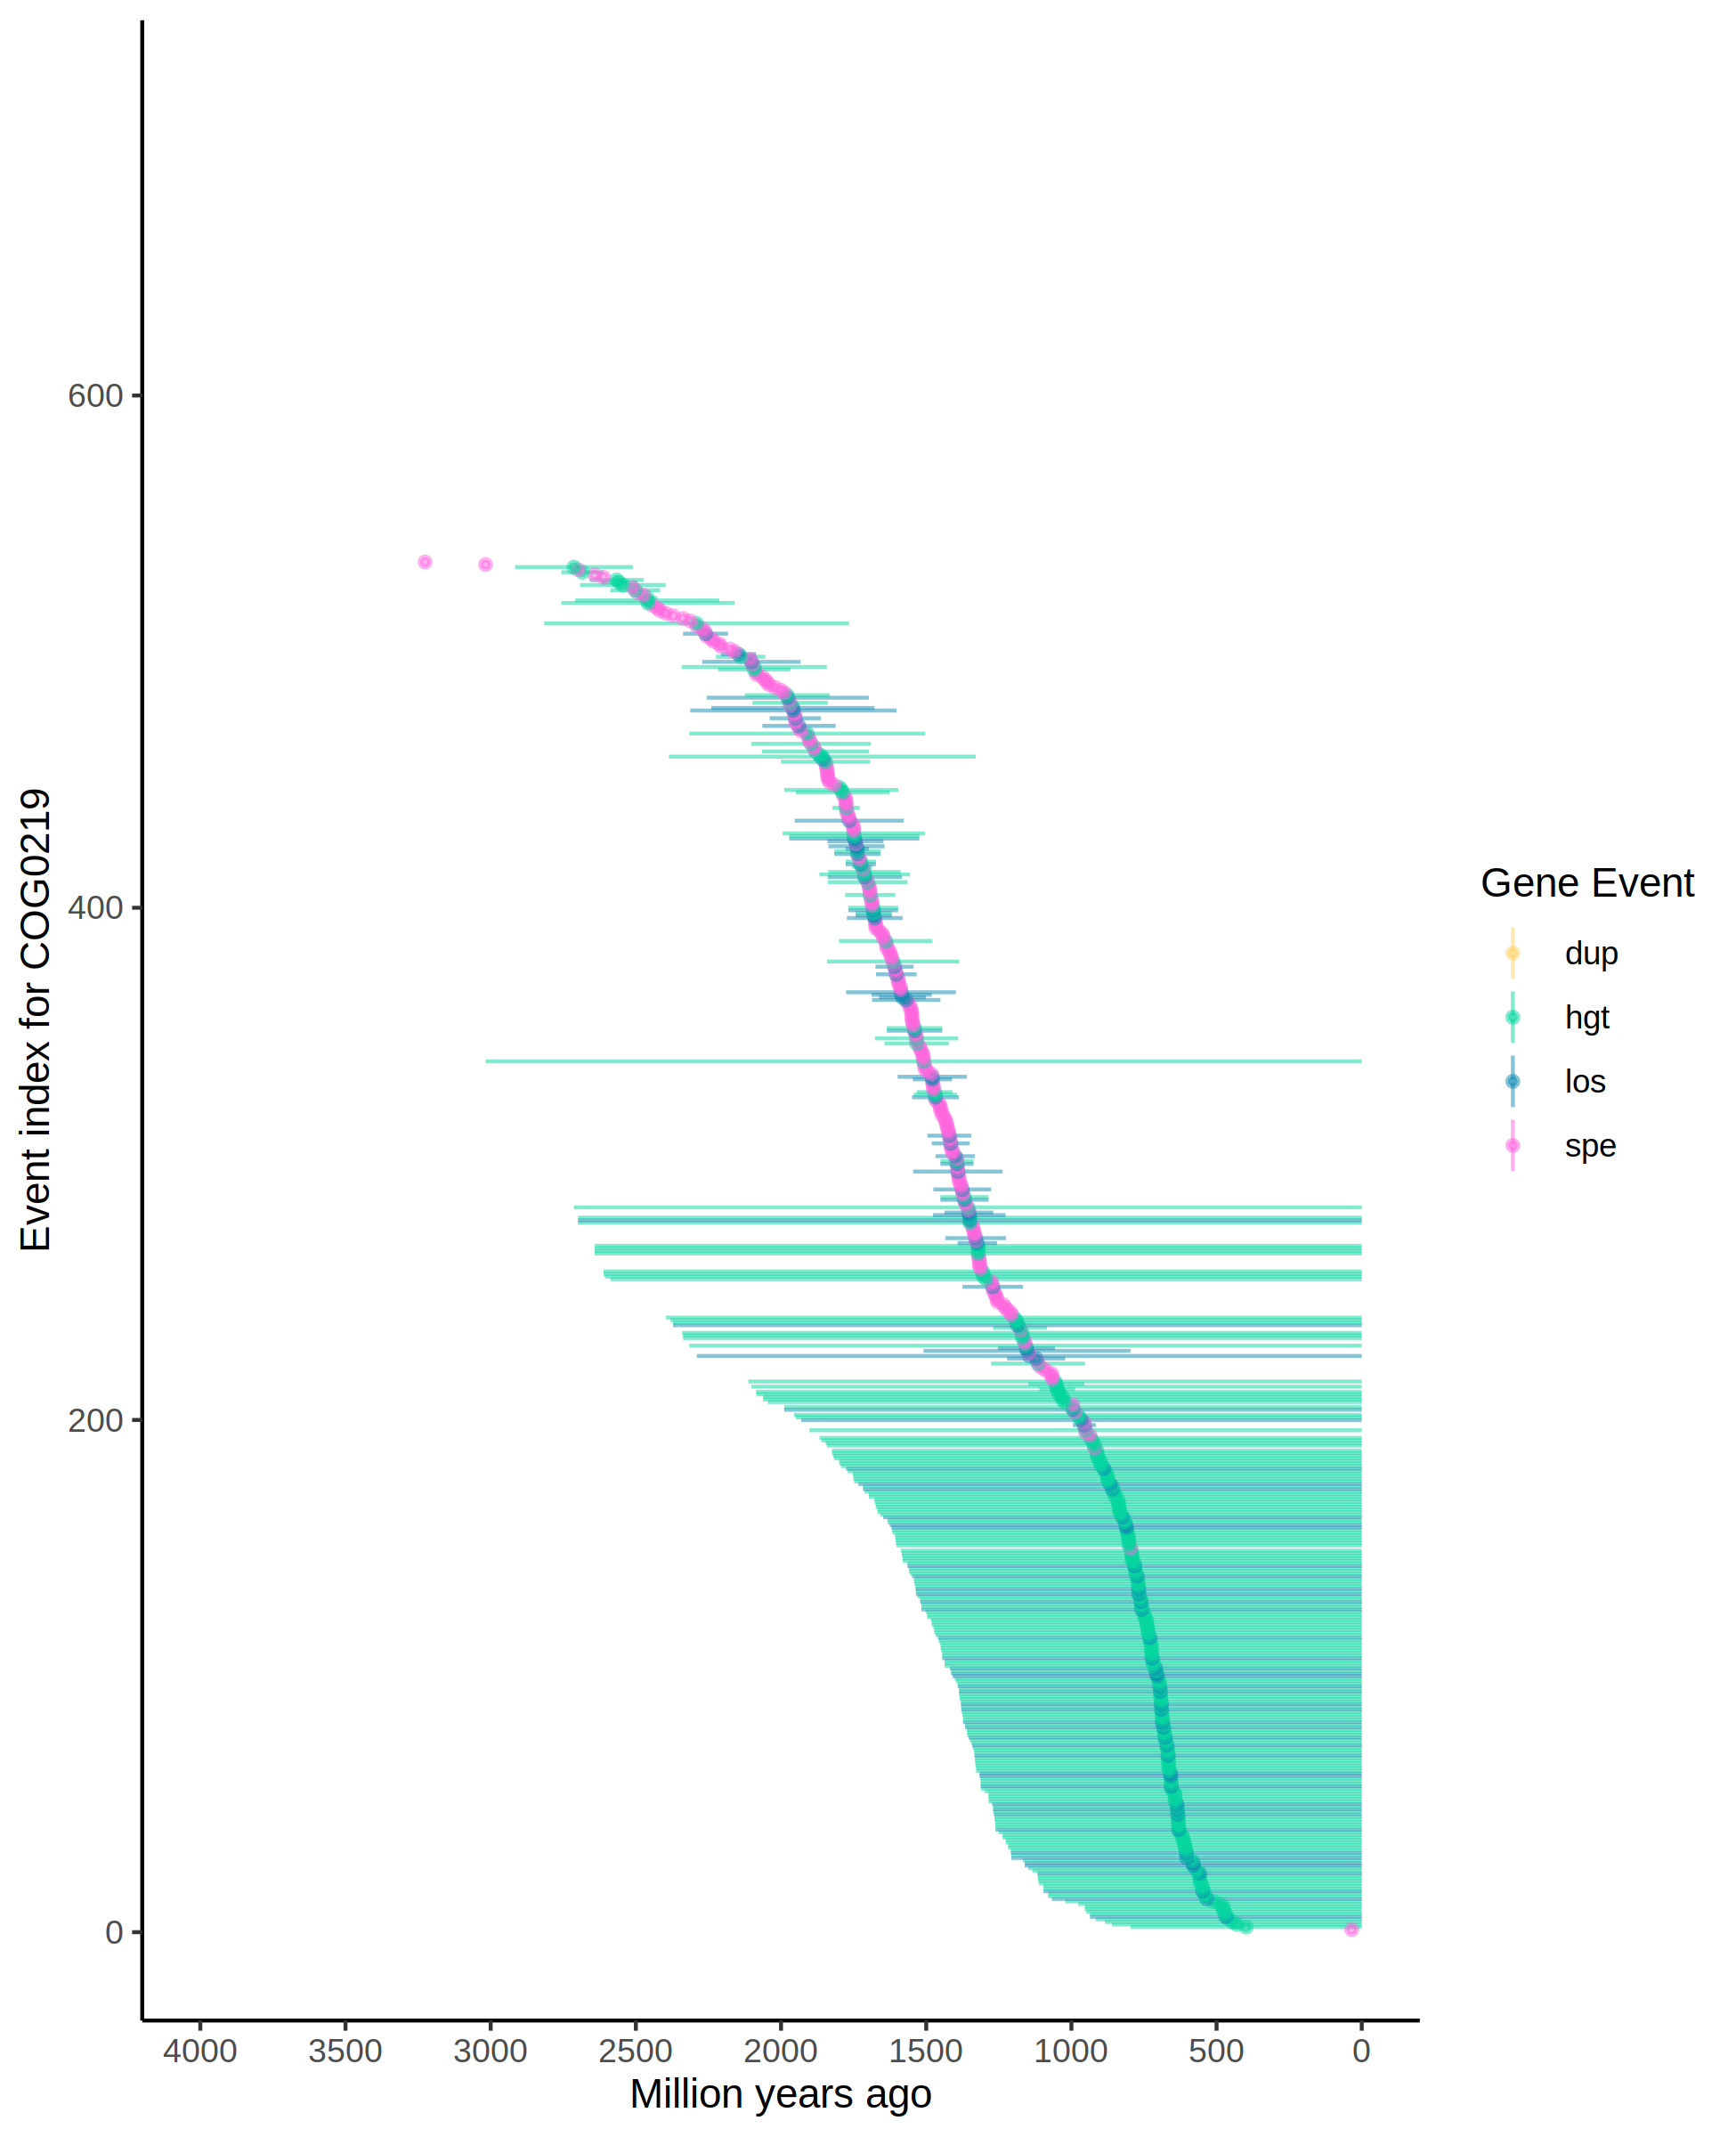 Event index for COG0219
600
400
200
0
4000 3500 3000 2500 2000 1500 1000 500 0
Million years ago
Gene Event
dup
hgt
los
spe